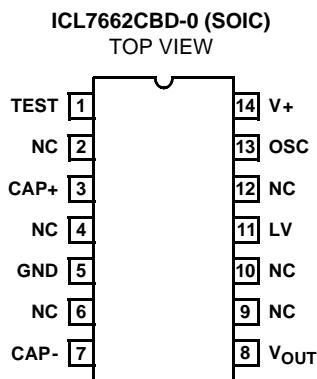 ICL7662CBD-0 (SOIC)
TOP VIEW
TEST 1 14 V+
NC 2 13 OSC
CAP+ 3 12 NC
NC 4 11 LV
GND 5 10 NC
NC 6 9 NC
CAP- 7 8 VOUT